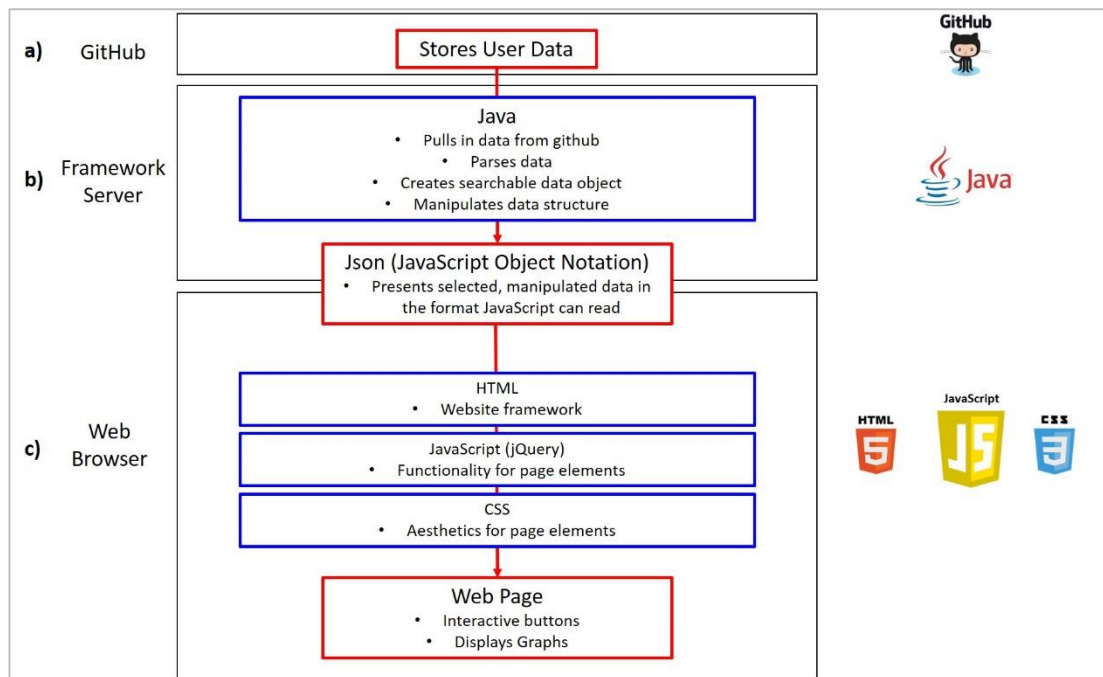 a)
GitHub
Stores User Data
GitHub
b)
Framework
Server
Java
• Pulls in data from github
• Parses data
• Creates searchable data object
• Manipulates data structure
Java
Json (JavaScript Object Notation)
• Presents selected, manipulated data in
the format JavaScript can read
c)
Web
Browser
HTML
• Website framework
JavaScript (jQuery)
• Functionality for page elements
CSS
• Aesthetics for page elements
HTML
5
JavaScript
JS
CSS
3
Web Page
• Interactive buttons
• Displays Graphs